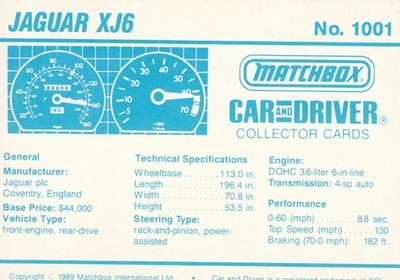 JAGUAR XJ6
No. 1001
MATCHBOX
CAR AND DRIVER®
COLLECTOR CARDS
General
Manufacturer:
Jaguar plc
Coventry, England
Base Price: $44,000
Vehicle Type:
front-engine, rear-drive
Technical Specifications
Wheelbase . . . . . . . . 113.0 in.
Length . . . . . . . . . . . 196.4 in.
Width . . . . . . . . . . . . 70.8 in.
Height . . . . . . . . . . . 53.5 in.
Steering Type:
rack-and-pinion, power-
assisted
Engine:
DOHC 3.6-liter 6-in-line
Transmission: 4-sp auto
Performance
0-60 (mph) . . . . . . . 8.8 sec.
Top Speed (mph) . . . . . 130
Braking (70-0 mph): 182 ft.
Copyright © 1989 Matchbox International Ltd
Car and Driver is a registered trademark of DCI